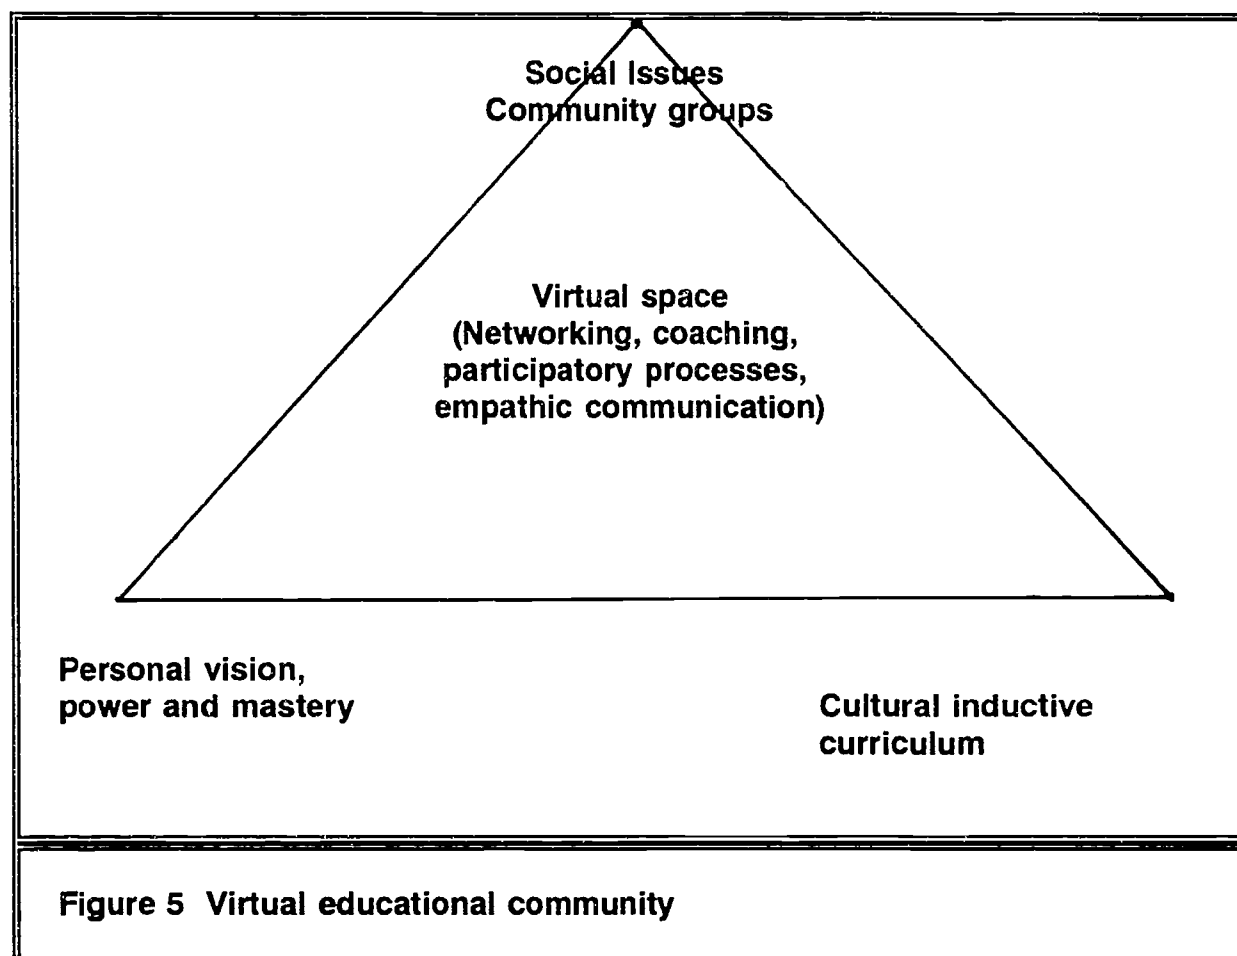 Social Issues
Community groups
Virtual space
(Networking, coaching,
participatory processes,
empathic communication)
Personal vision,
power and mastery
Cultural inductive
curriculum
Figure 5 Virtual educational community